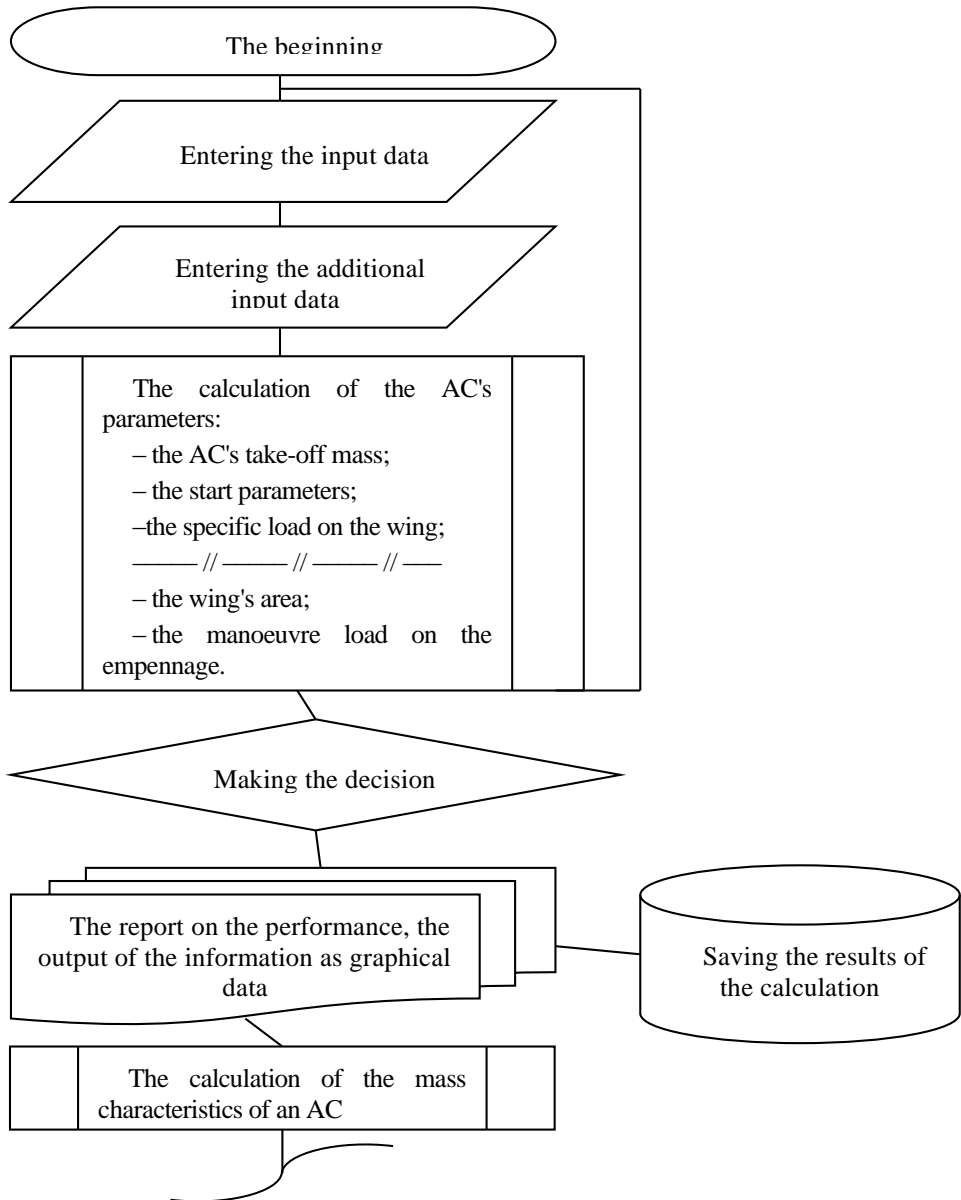 The beginning
Entering the input data
Entering the additional
input data
The calculation of the AC's
parameters:
– the AC's take-off mass;
– the start parameters;
–the specific load on the wing;
––––– // ––––– // ––––– // –––
– the wing's area;
– the manoeuvre load on the
empennage.
Making the decision
The report on the performance, the
output of the information as graphical
data
Saving the results of
the calculation
The calculation of the mass
characteristics of an AC